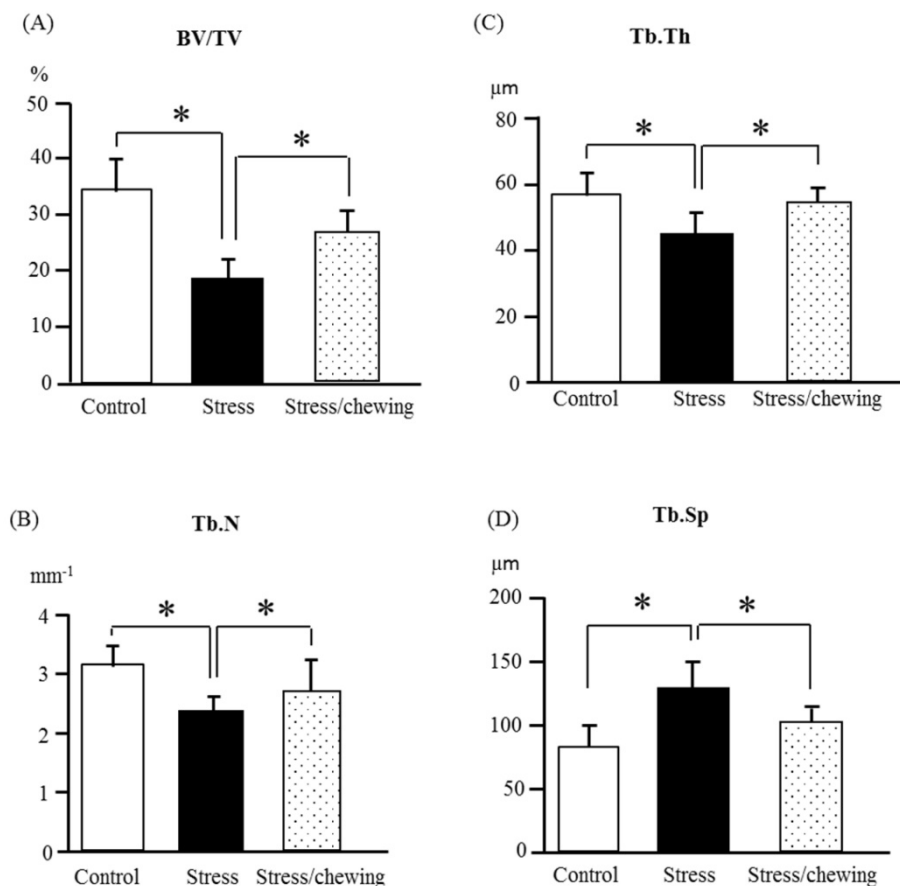 (A)
BV/TV
%
50
40
30
20
10
0
*
*
Control Stress Stress/chewing
(C)
Tb.Th
µm
80
60
40
20
0
*
*
Control Stress Stress/chewing
(B)
Tb.N
mm⁻¹
4
3
2
1
0
*
*
Control Stress Stress/chewing
(D)
Tb.Sp
µm
200
150
100
50
0
*
*
Control Stress Stress/chewing